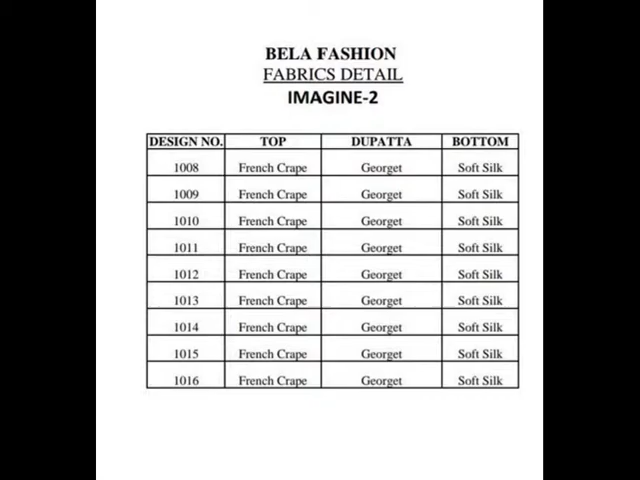 BELA FASHION
FABRICS DETAIL
IMAGINE-2
DESIGN NO. TOP DUPATTA BOTTOM
1008 French Crape Georget Soft Silk
1009 French Crape Georget Soft Silk
1010 French Crape Georget Soft Silk
1011 French Crape Georget Soft Silk
1012 French Crape Georget Soft Silk
1013 French Crape Georget Soft Silk
1014 French Crape Georget Soft Silk
1015 French Crape Georget Soft Silk
1016 French Crape Georget Soft Silk